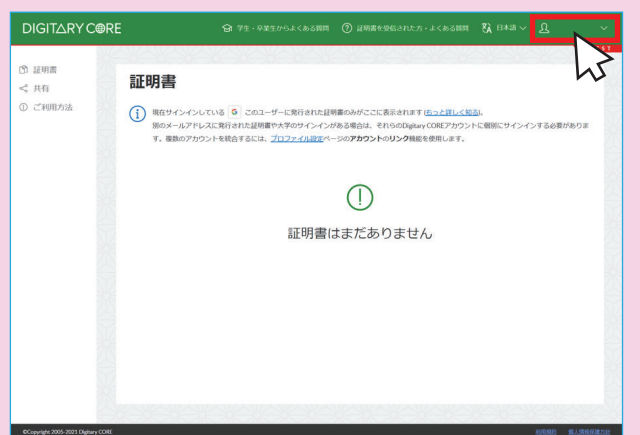 DIGITARY CORE
学生・卒業生からよくある質問
証明書を受信された方・よくある質問
日本語
証明書
共有
ご利用方法
証明書
現在サインインしている G このユーザーに発行された証明書のみがここに表示されます (もっと詳しく知る)。
別のメールアドレスに発行された証明書や大学のサインインがある場合は、それらのDigitary COREアカウントに個別にサインインする必要がありま
す。複数のアカウントを統合するには、プロファイル設定ページのアカウントのリンク機能を使用します。
証明書はまだありません
©Copyright 2005-2021 Digitary CORE
利用規約 個人情報保護方針